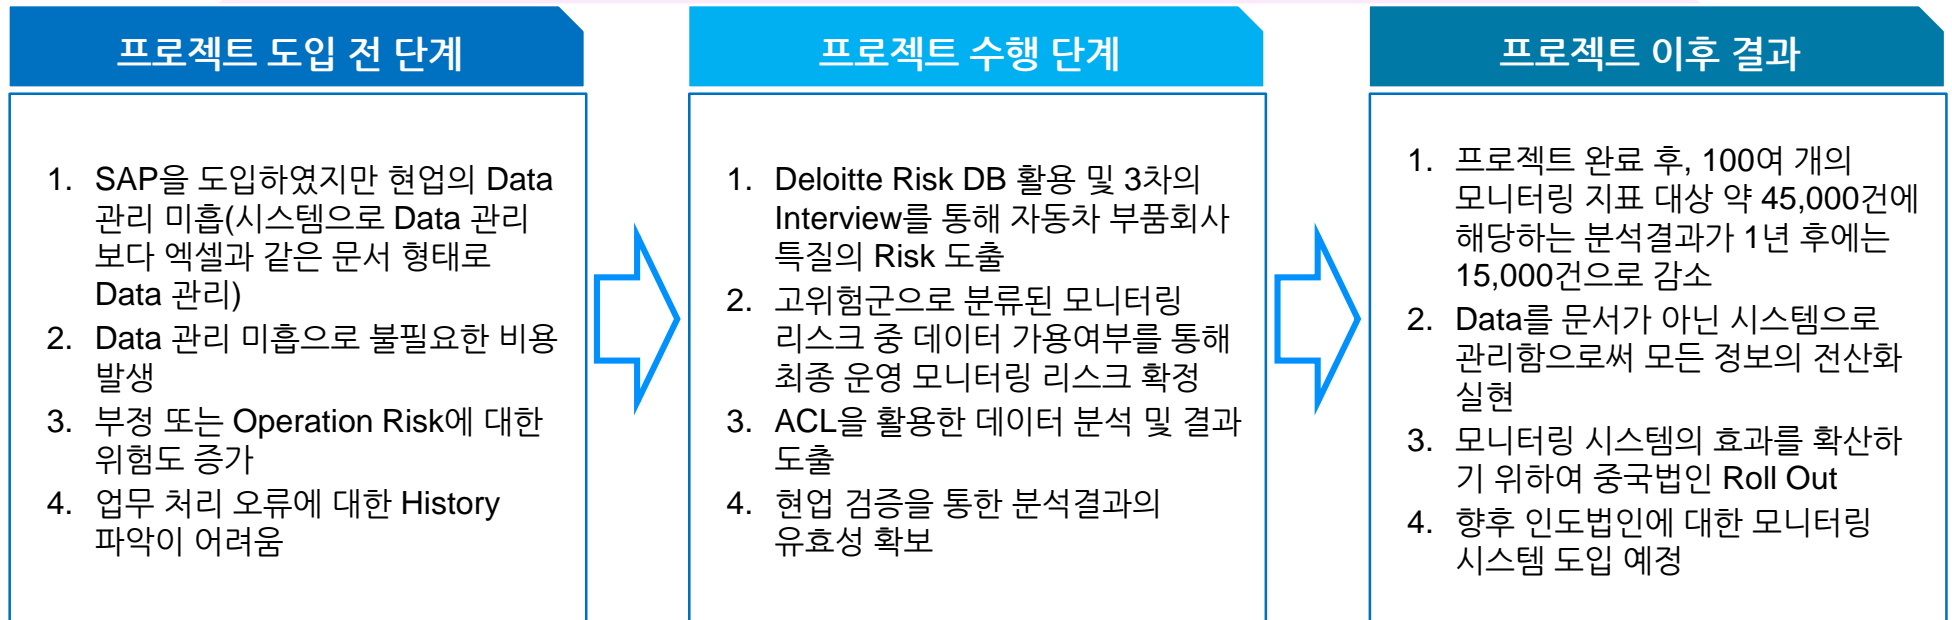 프로젝트 도입 전 단계
1. SAP을 도입하였지만 현업의 Data
관리 미흡(시스템으로 Data 관리
보다 엑셀과 같은 문서 형태로
Data 관리)
2. Data 관리 미흡으로 불필요한 비용
발생
3. 부정 또는 Operation Risk에 대한
위험도 증가
4. 업무 처리 오류에 대한 History
파악이 어려움
프로젝트 수행 단계
1. Deloitte Risk DB 활용 및 3차의
Interview를 통해 자동차 부품회사
특질의 Risk 도출
2. 고위험군으로 분류된 모니터링
리스크 중 데이터 가용여부를 통해
최종 운영 모니터링 리스크 확정
3. ACL을 활용한 데이터 분석 및 결과
도출
4. 현업 검증을 통한 분석결과의
유효성 확보
프로젝트 이후 결과
1. 프로젝트 완료 후, 100여 개의
모니터링 지표 대상 약 45,000건에
해당하는 분석결과가 1년 후에는
15,000건으로 감소
2. Data를 문서가 아닌 시스템으로
관리함으로써 모든 정보의 전산화
실현
3. 모니터링 시스템의 효과를 확산하
기 위하여 중국법인 Roll Out
4. 향후 인도법인에 대한 모니터링
시스템 도입 예정